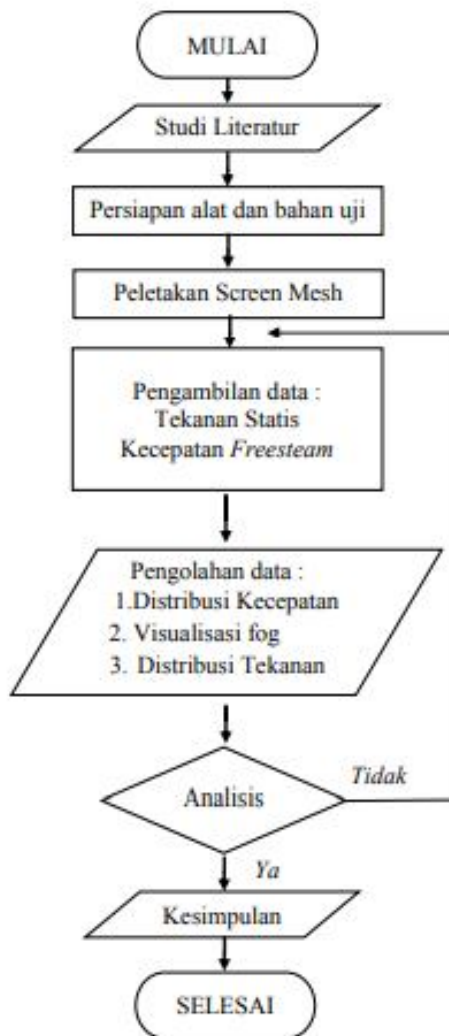 MULAI
Studi Literatur
Persiapan alat dan bahan uji
Peletakan Screen Mesh
Pengambilan data :
Tekanan Statis
Kecepatan Freesteam
Pengolahan data :
1.Distribusi Kecepatan
2. Visualisasi fog
3. Distribusi Tekanan
Analisis
Tidak
Ya
Kesimpulan
SELESAI